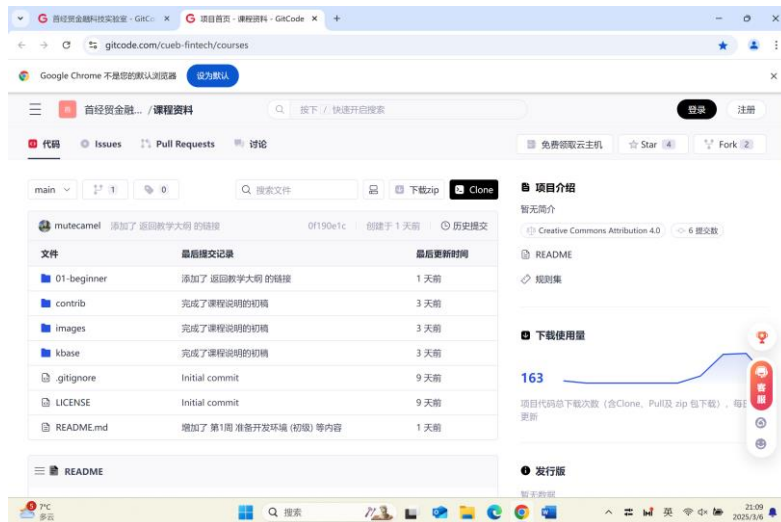 首经贸金融科技实验室 - GitCo
项目首页 - 课程资料 - GitCode
gitcode.com/cueb-fintech/courses
Google Chrome 不是您的默认浏览器
设为默认
首经贸金融... /课程资料
按下 / 快速开启搜索
登录
注册
代码
Issues
Pull Requests
讨论
免费领取云主机
Star 4
Fork 2
main
1
0
搜索文件
下载zip
Clone
mutecamel 添加了 返回教学大纲 的链接
0f190e1c 创建于 1 天前
历史提交
文件 最后提交记录 最后更新时间
01-beginner 添加了 返回教学大纲 的链接 1 天前
contrib 完成了课程说明的初稿 3 天前
images 完成了课程说明的初稿 3 天前
kbase 完成了课程说明的初稿 3 天前
.gitignore Initial commit 9 天前
LICENSE Initial commit 9 天前
README.md 增加了 第1周 准备开发环境 (初级) 等内容 1 天前
README
项目介绍
暂无简介
Creative Commons Attribution 4.0
6 提交数
README
规则集
下载使用量
163
项目代码总下载次数（含Clone、Pull及 zip 包下载），每日
更新
客服
发行版
暂无数据
7°C
多云
搜索
英
21:09
2025/3/6